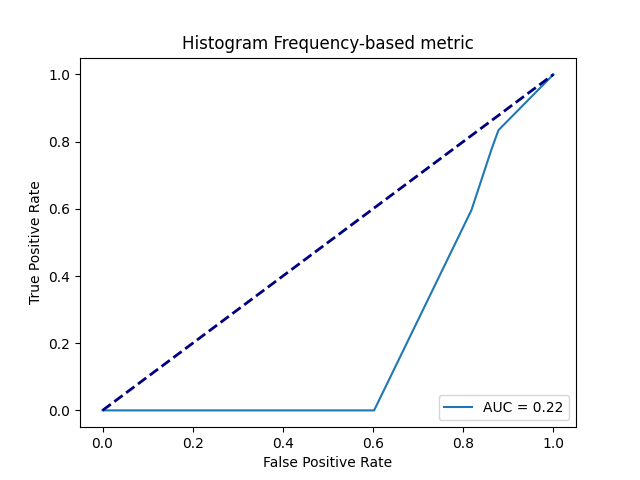 Histogram Frequency-based metric
1.0
0.8
0.6
0.4
0.2
0.0
True Positive Rate
0.0 0.2 0.4 0.6 0.8 1.0
False Positive Rate
AUC = 0.22